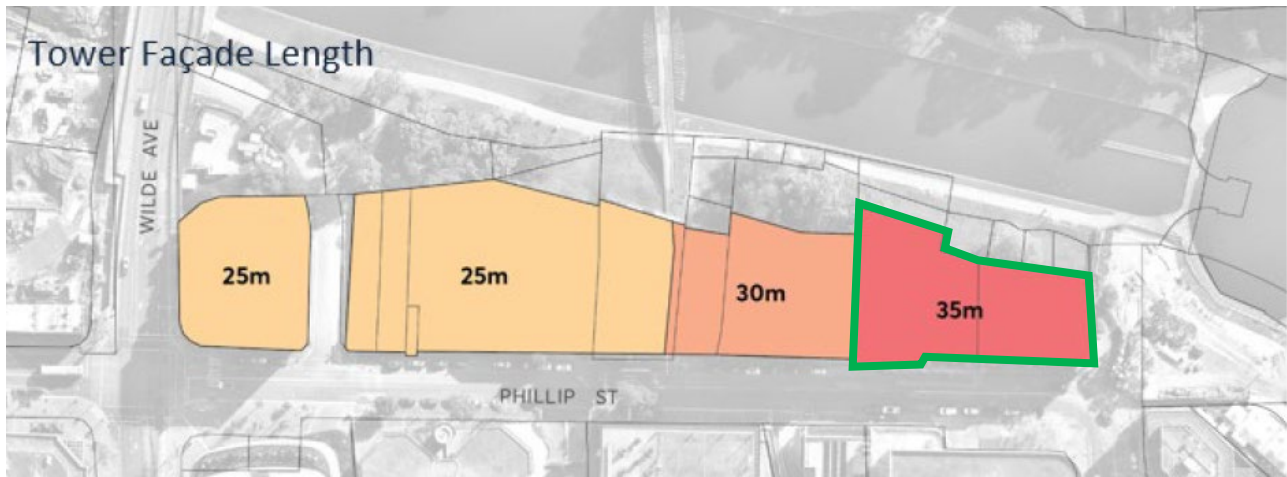 Tower Façade Length
WILDE AVE
25m
25m
30m
35m
PHILLIP ST